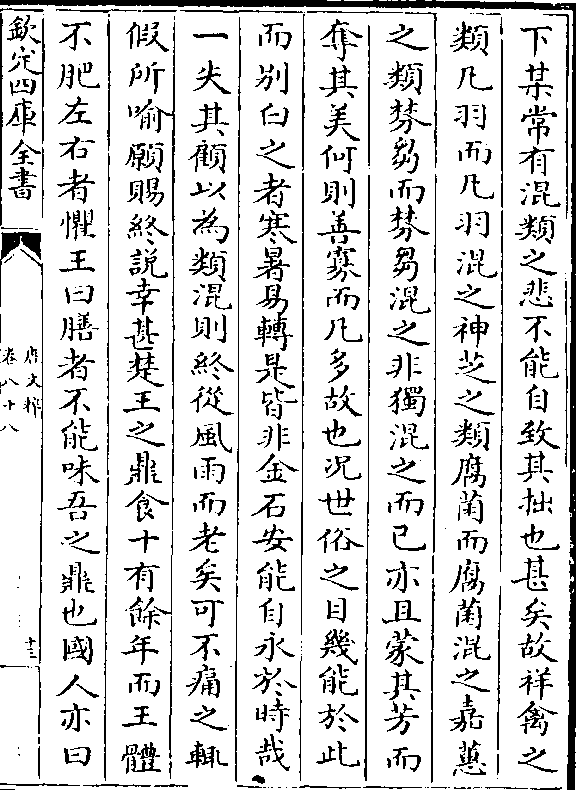 下某常有混類之悲不能自致其拙也甚矣故祥禽之
類凡羽而凡羽混之神芝之類腐菌而腐菌混之嘉蕙
之類棼芻而棼芻混之非獨混之而已亦且蒙其芳而
奪其美何則善寡而凡多故也况世俗之目幾能於此
而別白之者寒暑易轉是皆非金石安能自永於時哉
一失其顧以為類混則終從風雨而老矣可不痛之輒
假所喻願賜終說幸甚楚王之鼎食十有餘年而王體
不肥左右者懼王曰膳者不能味吾之鼎也國人亦曰
欽定四庫全書
唐文粹
卷八十八
十三